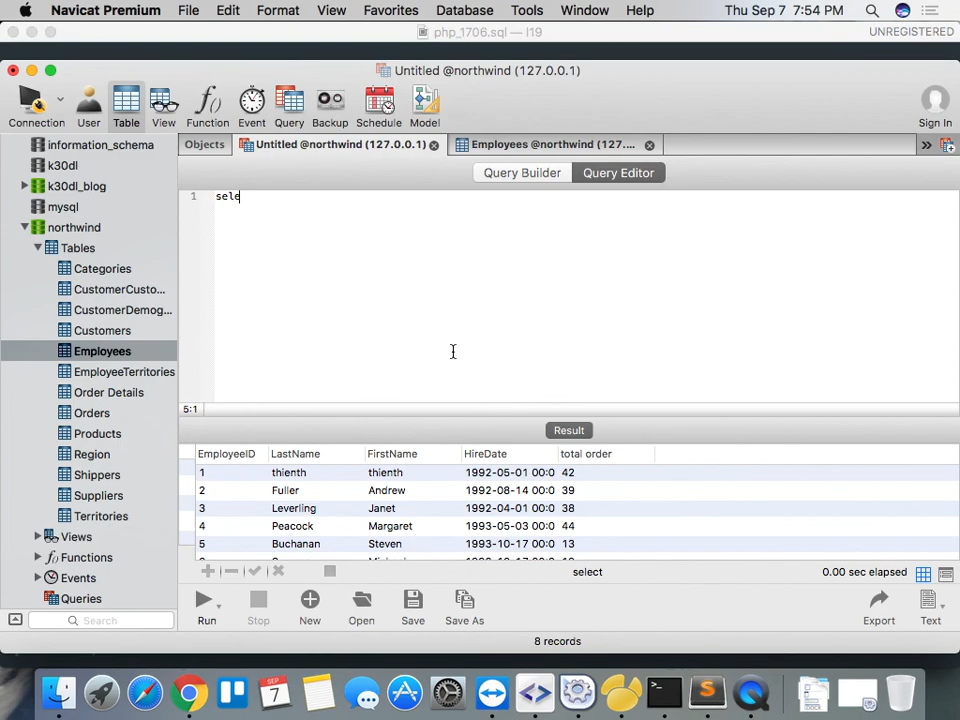 Navicat Premium File Edit Format View Favorites Database Tools Window Help Thu Sep 7 7:54 PM
php_1706.sql — l19 UNREGISTERED
Untitled @northwind (127.0.0.1)
Connection User Table View Function Event Query Backup Schedule Model Sign In
Objects Untitled @northwind (127.0.0.1) Employees @northwind (127.... »
Query Builder Query Editor
1 sele
information_schema
k30dl
k30dl_blog
mysql
northwind
Tables
Categories
CustomerCusto...
CustomerDemog...
Customers
Employees
EmployeeTerritories
Order Details
Orders
Products
Region
Shippers
Suppliers
Territories
Views
Functions
Events
Queries
Search
5:1
Result
EmployeeID LastName FirstName HireDate total order
1 thienth thienth 1992-05-01 00:0 42
2 Fuller Andrew 1992-08-14 00:0 39
3 Leverling Janet 1992-04-01 00:0 38
4 Peacock Margaret 1993-05-03 00:0 44
5 Buchanan Steven 1993-10-17 00:0 13
select 0.00 sec elapsed
Run Stop New Open Save Save As Export Text
8 records
SEP
7